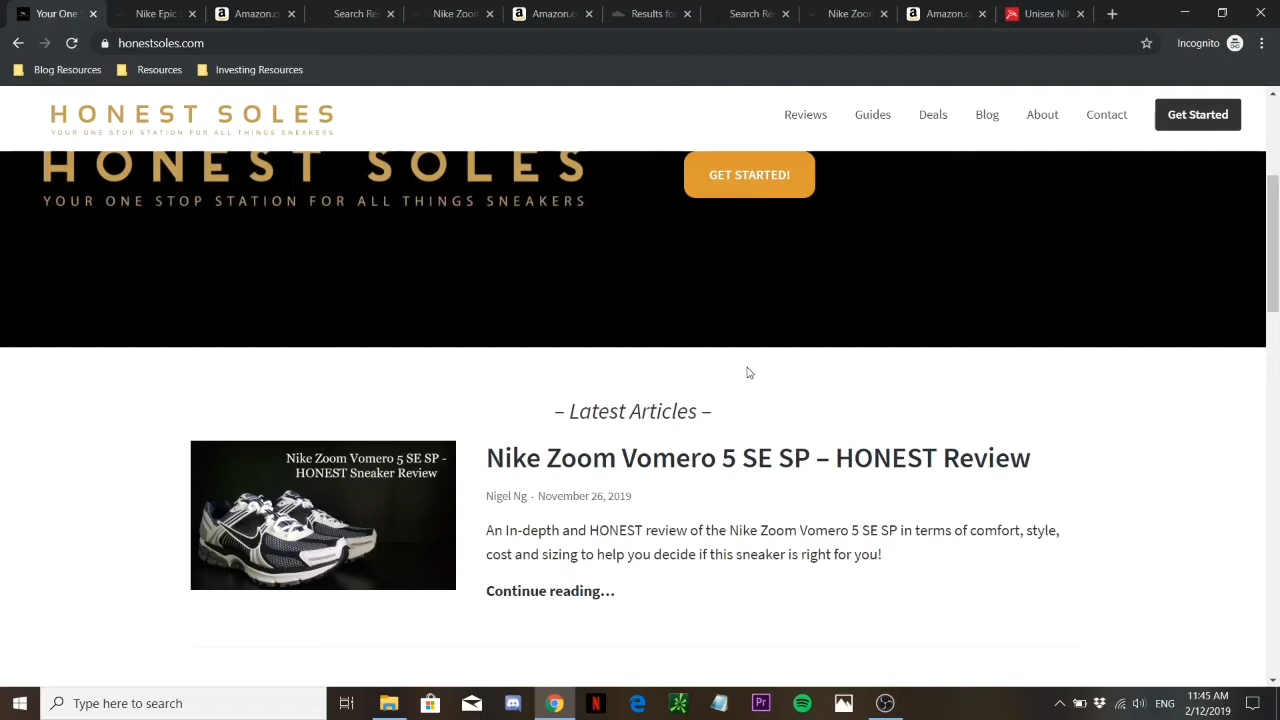 Your One
Nike Epic
Amazon.c
Search Re
Nike Zoon
Amazon.c
Results fo
Search Re
Nike Zoon
Amazon.c
Unisex Ni
honestsoles.com
Incognito
Blog Resources
Resources
Investing Resources
HONEST SOLES
YOUR ONE STOP STATION FOR ALL THINGS SNEAKERS
Reviews
Guides
Deals
Blog
About
Contact
Get Started
HONEST SOLES
YOUR ONE STOP STATION FOR ALL THINGS SNEAKERS
GET STARTED!
– Latest Articles –
Nike Zoom Vomero 5 SE SP -
HONEST Sneaker Review
Nike Zoom Vomero 5 SE SP – HONEST Review
Nigel Ng · November 26, 2019
An In-depth and HONEST review of the Nike Zoom Vomero 5 SE SP in terms of comfort, style,
cost and sizing to help you decide if this sneaker is right for you!
Continue reading…
Type here to search
Pr
ENG
11:45 AM
2/12/2019